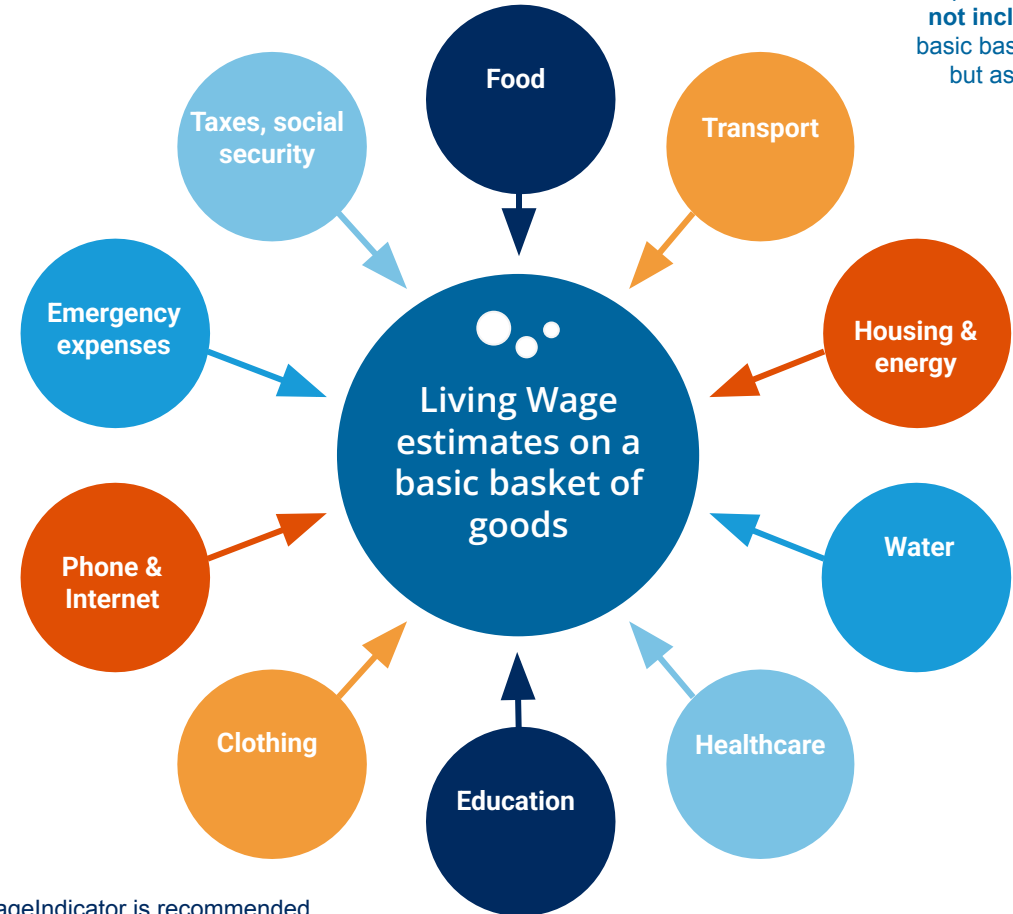 not incl
basic bas
but as
Food
Taxes, social
security
Transport
Emergency
expenses
Housing &
energy
Living Wage
estimates on a
basic basket of
goods
Phone &
Internet
Water
Clothing
Healthcare
Education
ageIndicator is recommended